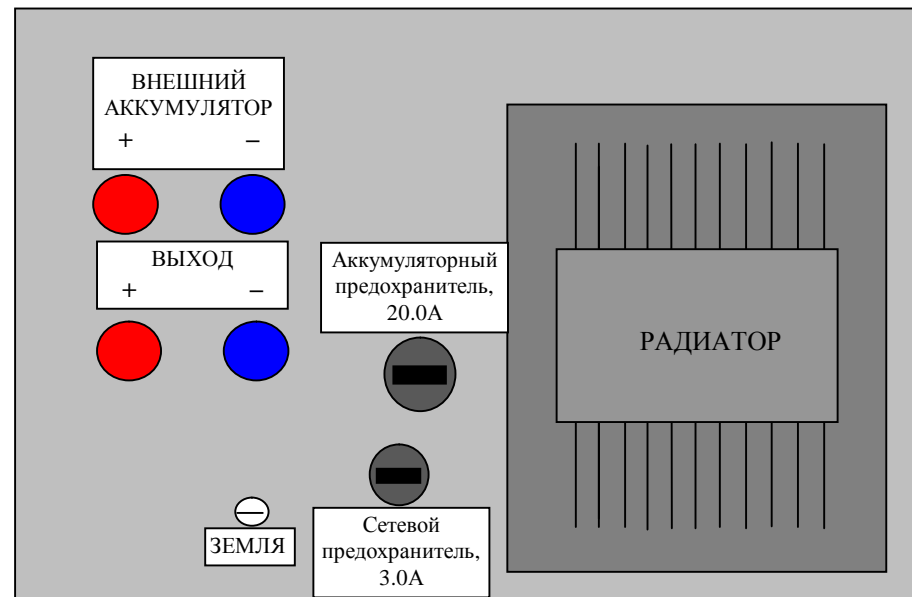 ВНЕШНИЙ
АККУМУЛЯТОР
+ –
ВЫХОД
+ –
Аккумуляторный
предохранитель,
20.0А
РАДИАТОР
Сетевой
предохранитель,
3.0А
ЗЕМЛЯ